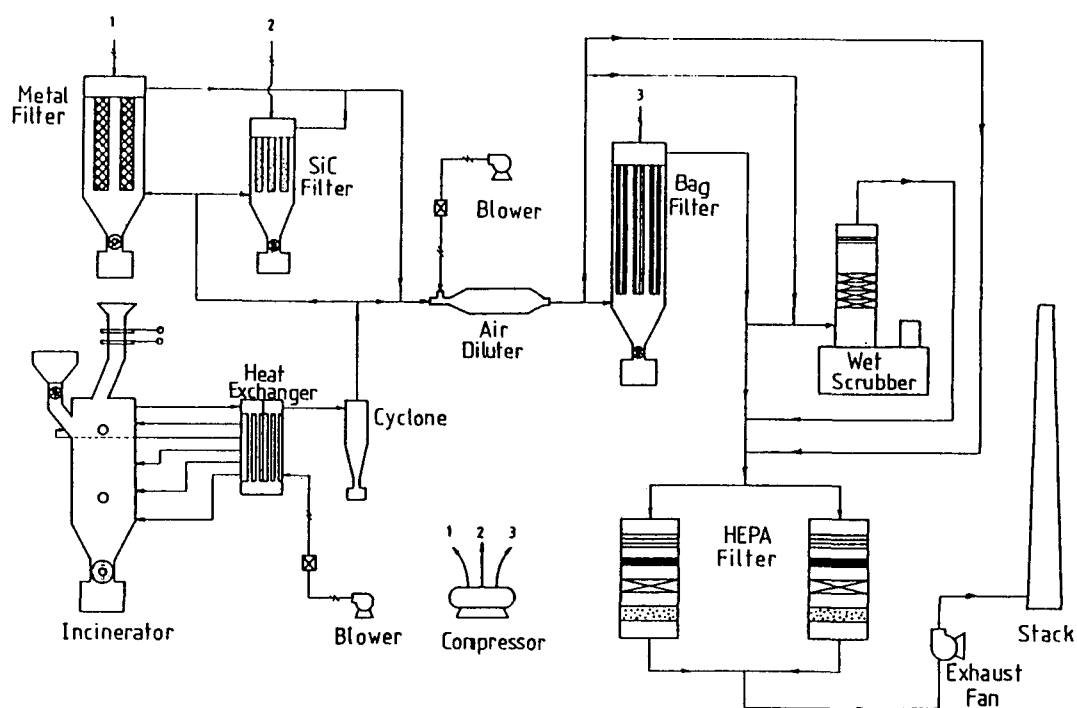 1
2
Metal
Filter
SiC
Filter
3
Blower
Bag
Filter
Air
Diluter
Wet
Scrubber
Heat
Exchanger
Cyclone
1 2 3
HEPA
Filter
Incinerator
Blower
Compressor
Exhaust
Fan
Stack